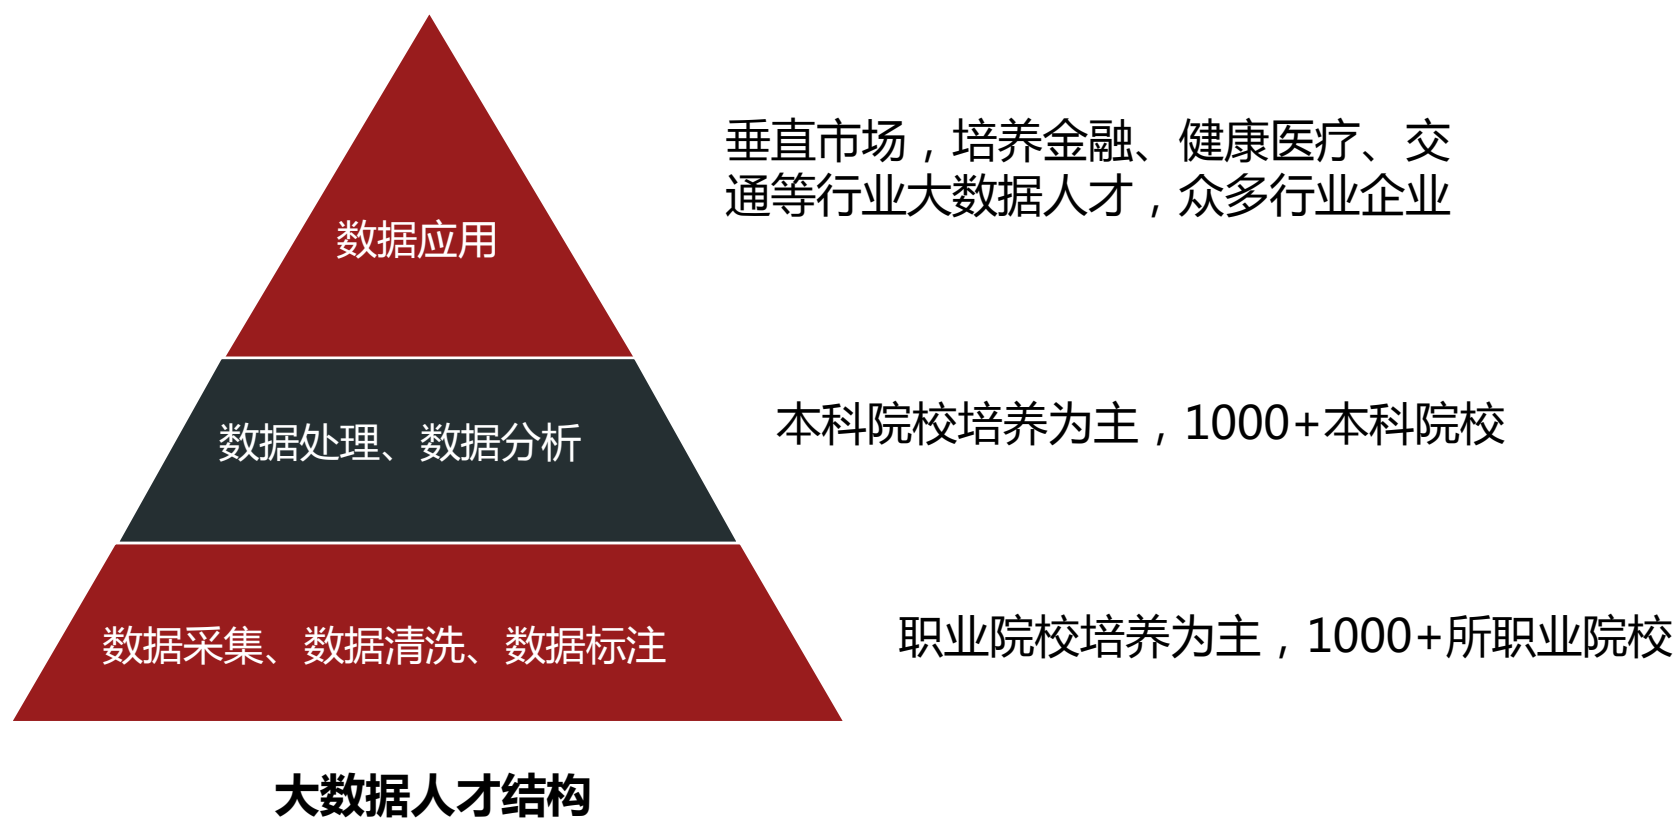 数据应用
垂直市场，培养金融、健康医疗、交
通等行业大数据人才，众多行业企业
数据处理、数据分析
本科院校培养为主，1000+本科院校
数据采集、数据清洗、数据标注
职业院校培养为主，1000+所职业院校
大数据人才结构